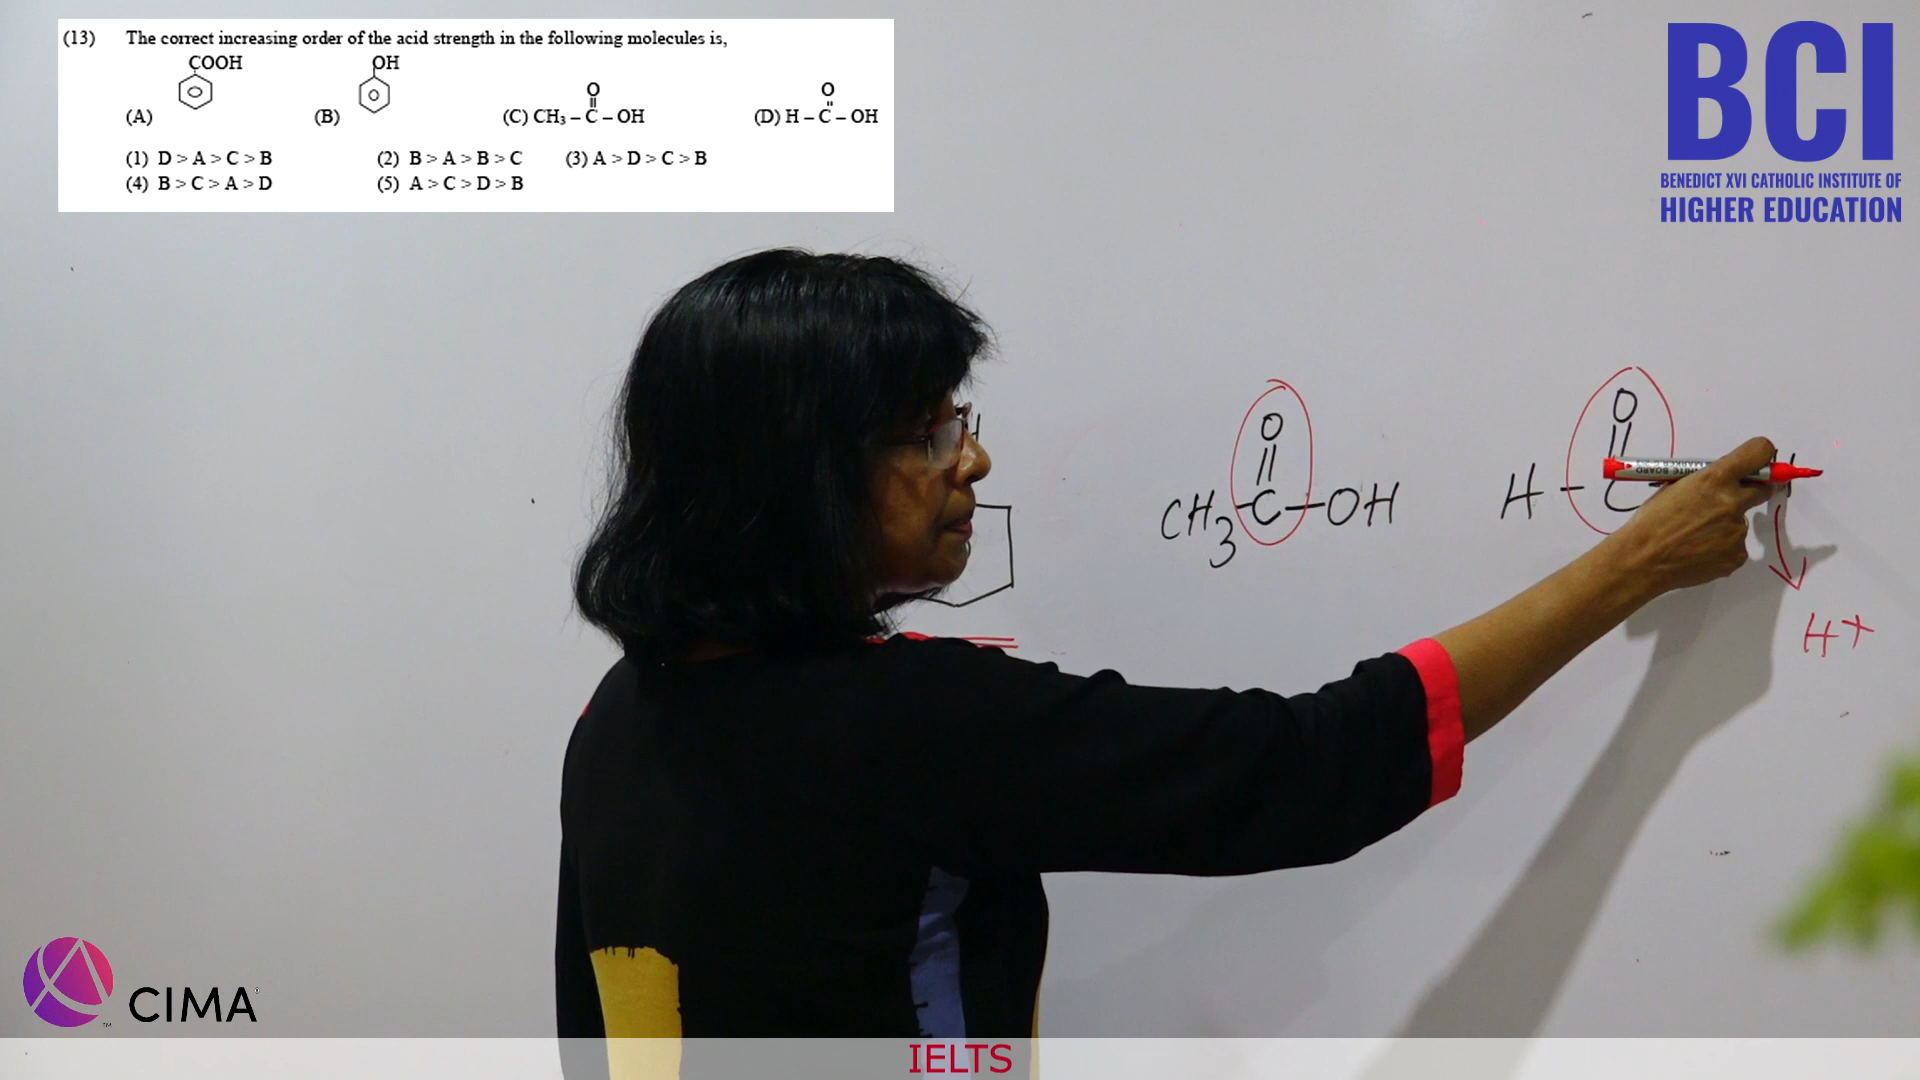 (13) The correct increasing order of the acid strength in the following molecules is,
COOH
OH
O
O
(A)
(B)
(C) CH₃ – C – OH
(D) H – C – OH
(1) D > A > C > B
(2) B > A > B > C
(3) A > D > C > B
(4) B > C > A > D
(5) A > C > D > B
BCI
BENEDICT XVI CATHOLIC INSTITUTE OF
HIGHER EDUCATION
O
O
CH₃-C-OH
H - C
H+
CIMA
IELTS